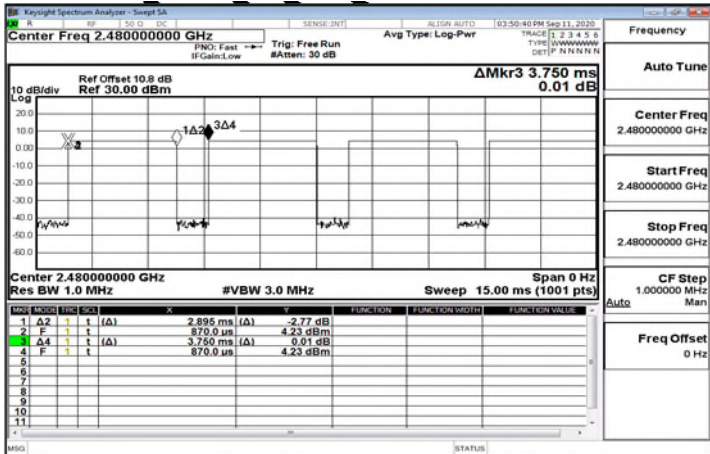 Keysight Spectrum Analyzer - Swept SA
R RF 50 Ω DC SENSE:INT ALIGN AUTO 03:50:40 PM Sep 11, 2020
Center Freq 2.480000000 GHz
PNO: Fast
IFGain:Low
Trig: Free Run
#Atten: 30 dB
Avg Type: Log-Pwr
TRACE 1 2 3 4 5 6
TYPE WWWWWW
DET P N N N N N
Frequency
Auto Tune
Center Freq
2.480000000 GHz
Start Freq
2.480000000 GHz
Stop Freq
2.480000000 GHz
CF Step
1.000000 MHz
Auto Man
Freq Offset
0 Hz
Ref Offset 10.8 dB
10 dB/div Ref 30.00 dBm
Log
ΔMkr3 3.750 ms
0.01 dB
20.0
10.0
0.00
-10.0
-20.0
-30.0
-40.0
-50.0
-60.0
1Δ2
3Δ4
Center 2.480000000 GHz Span 0 Hz
Res BW 1.0 MHz #VBW 3.0 MHz Sweep 15.00 ms (1001 pts)
MKR MODE TRC SCL X Y FUNCTION FUNCTION WIDTH FUNCTION VALUE
1 Δ2 1 t (Δ) 2.895 ms (Δ) -2.77 dB
2 F 1 t 870.0 µs 4.23 dBm
3 Δ4 1 t (Δ) 3.750 ms (Δ) 0.01 dB
4 F 1 t 870.0 µs 4.23 dBm
5
6
7
8
9
10
11
MSG STATUS